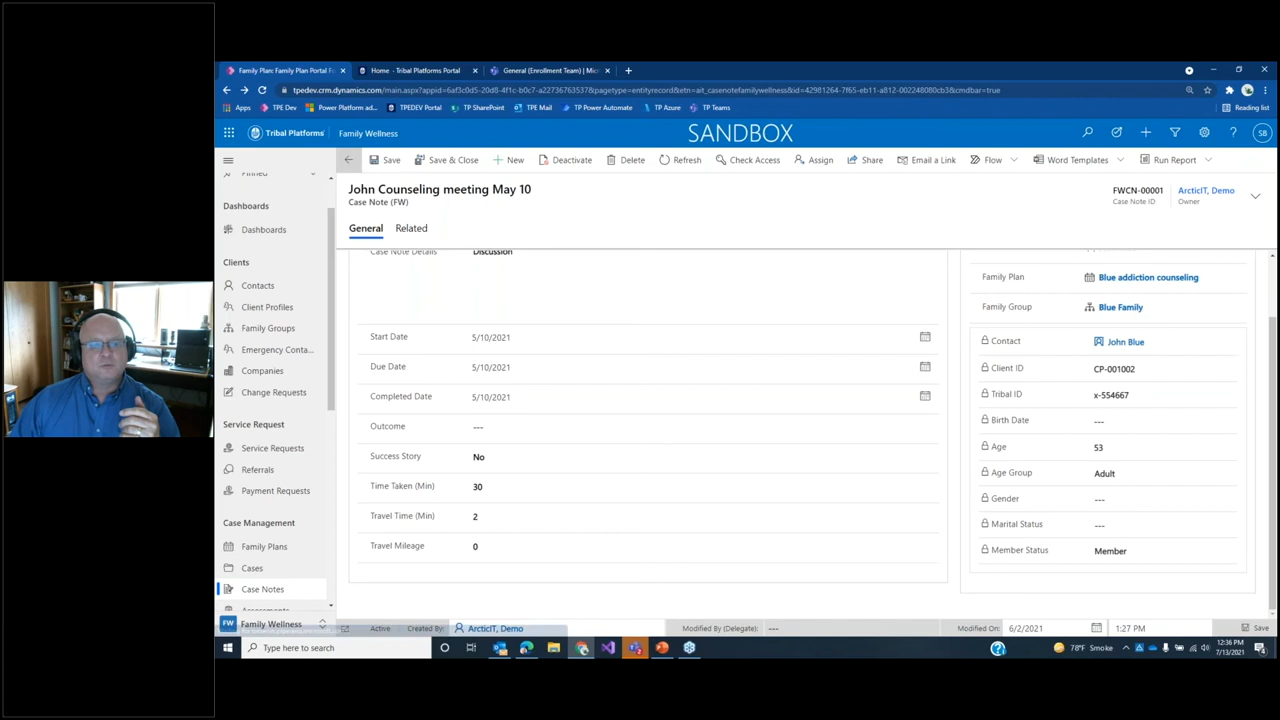 Family Plan: Family Plan Portal F
Home - Tribal Platforms Portal
General (Enrollment Team) | Mic
tpedev.crm.dynamics.com/main.aspx?appid=6af3c0d5-20d8-4f1c-b0c7-a22736763537&pagetype=entityrecord&etn=ait_casenotefamilywellness&id=42981264-7f65-eb11-a812-002248080cb3&cmdbar=true
Apps
TPE Dev
Power Platform ad...
TPEDEV Portal
TP SharePoint
TPE Mail
TP Power Automate
TP Azure
TP Teams
Reading list
Tribal Platforms
Family Wellness
SANDBOX
SB
Save
Save & Close
New
Deactivate
Delete
Refresh
Check Access
Assign
Share
Email a Link
Flow
Word Templates
Run Report
Pinned
Dashboards
Dashboards
Clients
Contacts
Client Profiles
Family Groups
Emergency Conta...
Companies
Change Requests
Service Request
Service Requests
Referrals
Payment Requests
Case Management
Family Plans
Cases
Case Notes
Assessments
FW Family Wellness
John Counseling meeting May 10
Case Note (FW)
FWCN-00001
Case Note ID
ArcticIT, Demo
Owner
General
Related
Case Note Details Discussion
Start Date 5/10/2021
Due Date 5/10/2021
Completed Date 5/10/2021
Outcome ---
Success Story No
Time Taken (Min) 30
Travel Time (Min) 2
Travel Mileage 0
Family Plan Blue addiction counseling
Family Group Blue Family
Contact John Blue
Client ID CP-001002
Tribal ID x-554667
Birth Date ---
Age 53
Age Group Adult
Gender ---
Marital Status ---
Member Status Member
Active Created By: ArcticIT, Demo Modified By (Delegate): --- Modified On: 6/2/2021 1:27 PM Save
Type here to search
78°F Smoke
12:36 PM
7/13/2021